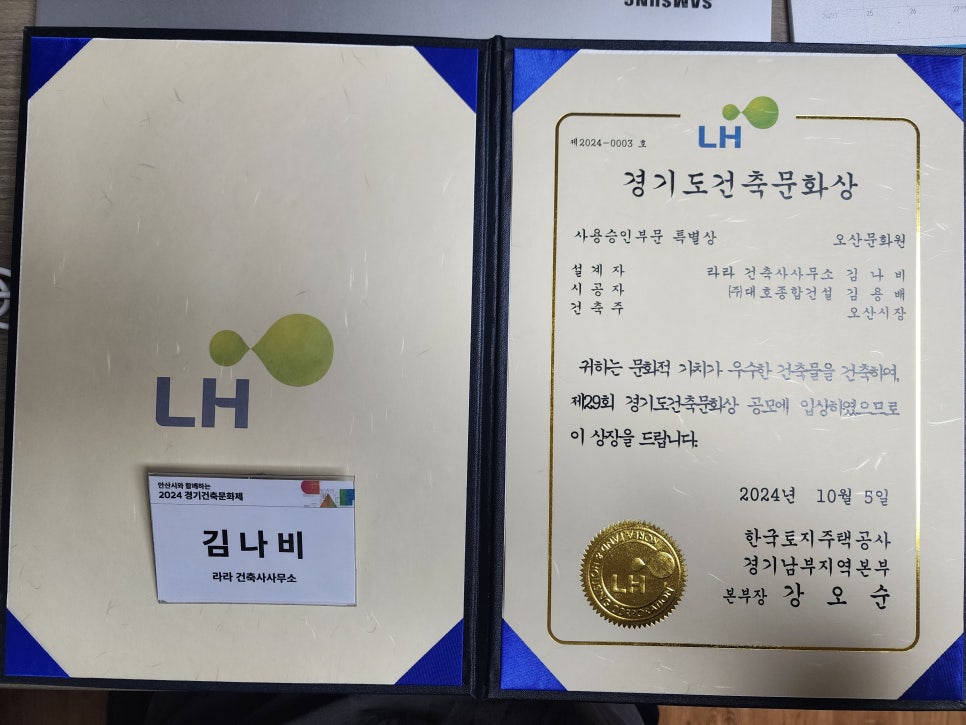 SAMSUNG
25
26
27
LH
안산시와 함께하는
2024 경기건축문화제
김나비
라라 건축사사무소
LH
제2024-0003 호
경기도건축문화상
사용승인부문 특별상 오산문화원
설계자 라라 건축사사무소 김 나 비
시공자 ㈜대호종합건설 김 용 배
건축주 오산시장
귀하는 문화적 가치가 우수한 건축물을 건축하여,
제29회 경기도건축문화상 공모에 입상하였으므로
이 상장을 드립니다.
2024년 10월 5일
한국토지주택공사
경기남부지역본부
본부장 강 오 순
KOREA LAND & HOUSING CORPORATION
LH